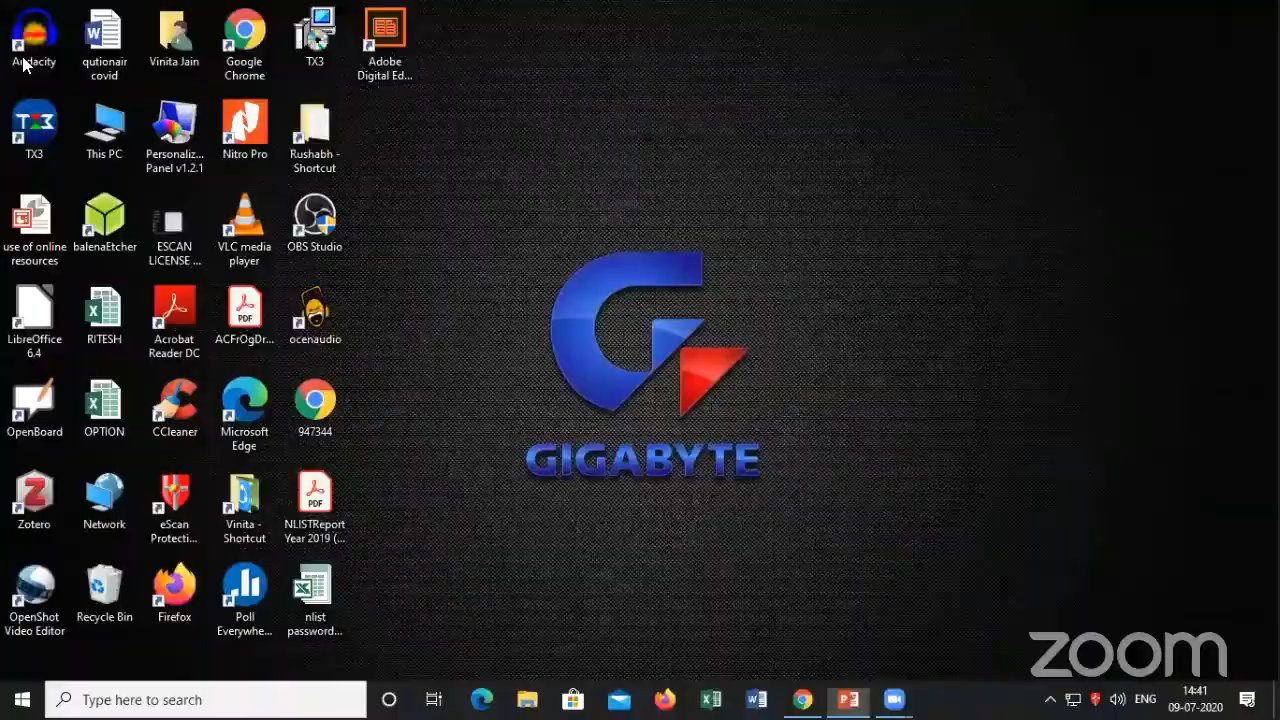 Audacity
qutionair
covid
Vinita Jain
Google
Chrome
TX3
Adobe
Digital Ed...
TX3
This PC
Personaliz...
Panel v1.2.1
Nitro Pro
Rushabh -
Shortcut
use of online
resources
balenaEtcher
ESCAN
LICENSE ...
VLC media
player
OBS Studio
LibreOffice
6.4
RITESH
Acrobat
Reader DC
PDF
ACFrOgDr...
ocenaudio
OpenBoard
OPTION
CCleaner
Microsoft
Edge
947344
Zotero
Network
eScan
Protecti...
Vinita -
Shortcut
PDF
NLISTReport
Year 2019 (...
OpenShot
Video Editor
Recycle Bin
Firefox
Poll
Everywhe...
nlist
password...
GIGABYTE
zoom
Type here to search
ENG
14:41
09-07-2020